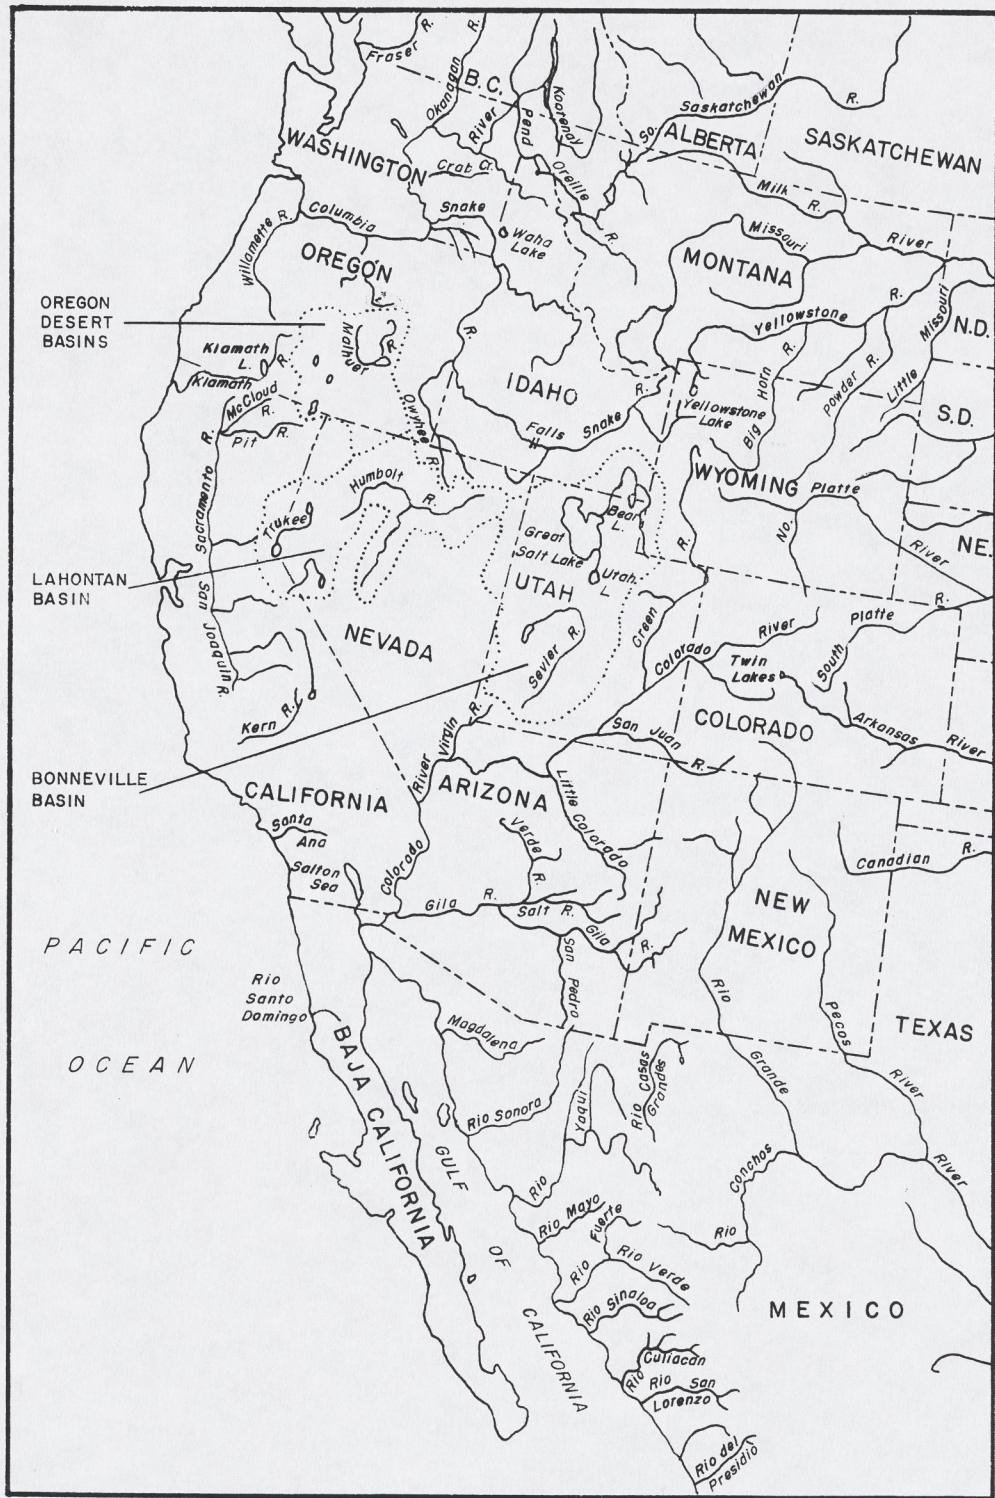 Fraser R.
Okanagan R.
B.C.
River
Pend
Oreille
R.
Kootenay
So.
Saskatchewan
R.
ALBERTA
SASKATCHEWAN
WASHINGTON
Crab Cr.
Milk
R.
Willamette R.
Columbia
Snake
Waha
Lake
Missouri
River
OREGON
MONTANA
OREGON
DESERT
BASINS
Malhuer
R.
R.
Yellowstone
R.
Missouri
N.D.
Klamath
L.
Klamath
R.
IDAHO
Yellowstone
Lake
Big
Horn
R.
Powder
R.
Little
McCloud
R.
Pit R.
Owyhee
R.
Falls
Snake
R.
S.D.
Sacramento
R.
Humbolt
R.
WYOMING
No.
Platte
River
Trukee
Bear
L.
Great
Salt Lake
R.
NE.
LAHONTAN
BASIN
Utah
L.
UTAH
San
Joaquin
R.
NEVADA
Green
Sevier R.
Colorado
River
Twin
Lakes
South
Platte
R.
Kern R.
COLORADO
Arkansas
River
Virgin
R.
San Juan
R.
BONNEVILLE
BASIN
CALIFORNIA
River
ARIZONA
Little
Colorado
Santa
Ana
Verde
R.
Canadian
R.
Salton
Sea
Colorado
Gila R.
Salt R.
Gila
R.
NEW
MEXICO
PACIFIC
OCEAN
San
Pedro
Rio
Grande
Pecos
River
TEXAS
Rio
Santo
Domingo
Magdalena
BAJA CALIFORNIA
Rio Casas
Grandes
Rio Sonora
Yaqui
Rio
GULF
OF
CALIFORNIA
Conchos
Rio
River
Rio Mayo
Fuerte
Rio
Rio Verde
Rio Sinaloa
MEXICO
Culiacan
Rio
Rio San
Lorenzo
Rio del
Presidio